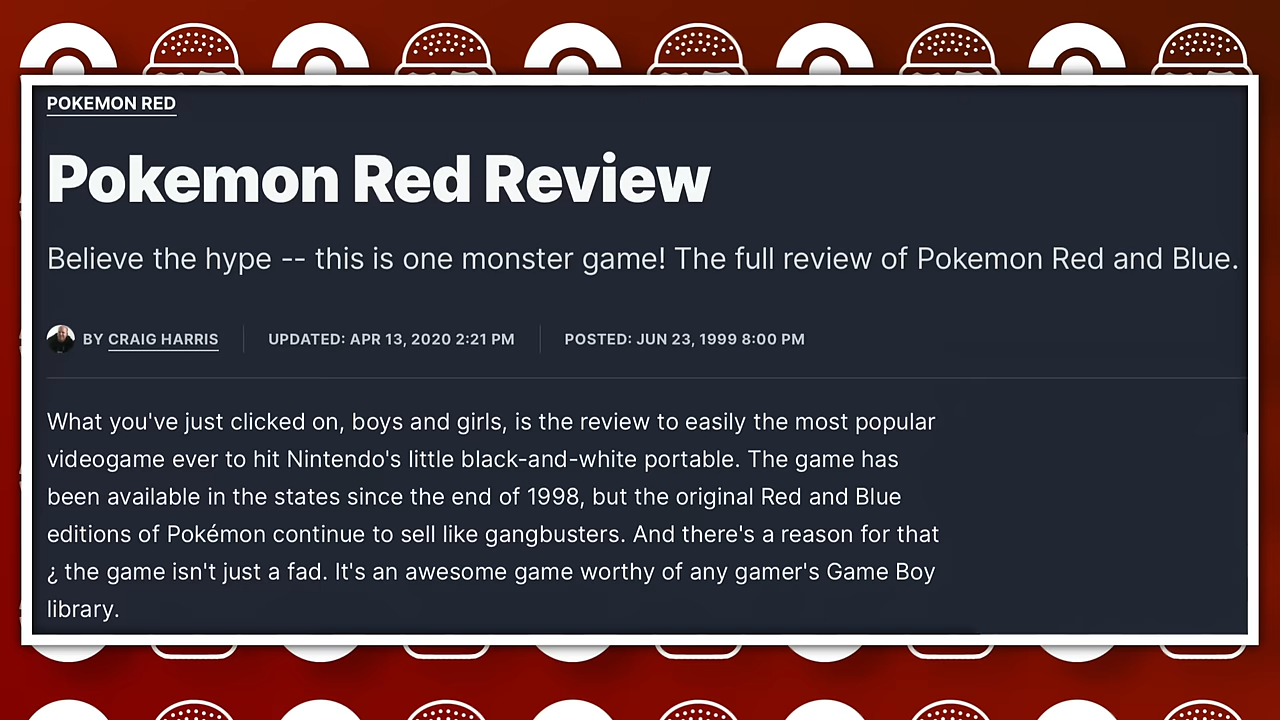 POKEMON RED
Pokemon Red Review
Believe the hype -- this is one monster game! The full review of Pokemon Red and Blue.
BY CRAIG HARRIS UPDATED: APR 13, 2020 2:21 PM POSTED: JUN 23, 1999 8:00 PM
What you've just clicked on, boys and girls, is the review to easily the most popular
videogame ever to hit Nintendo's little black-and-white portable. The game has
been available in the states since the end of 1998, but the original Red and Blue
editions of Pokémon continue to sell like gangbusters. And there's a reason for that
¿ the game isn't just a fad. It's an awesome game worthy of any gamer's Game Boy
library.